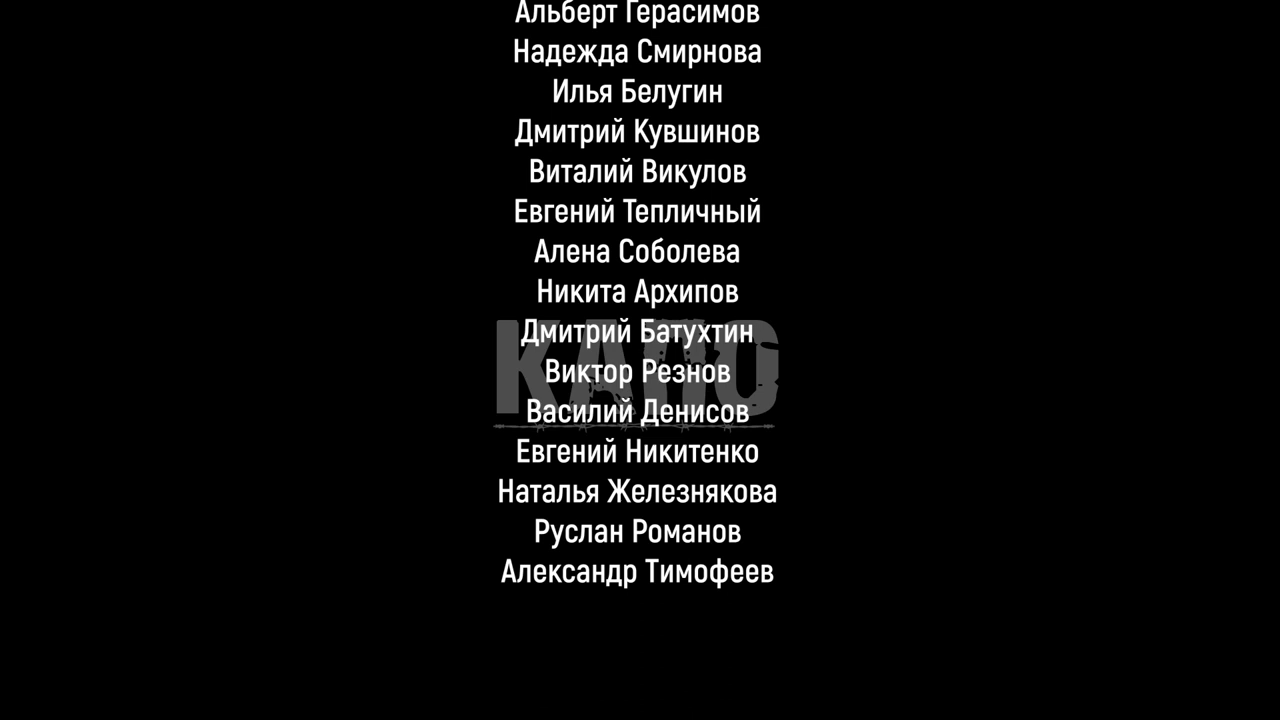 Альберт Герасимов
Надежда Смирнова
Илья Белугин
Дмитрий Кувшинов
Виталий Викулов
Евгений Тепличный
Алена Соболева
Никита Архипов
Дмитрий Батухтин
КАПО
Виктор Резнов
Василий Денисов
Евгений Никитенко
Наталья Железнякова
Руслан Романов
Александр Тимофеев